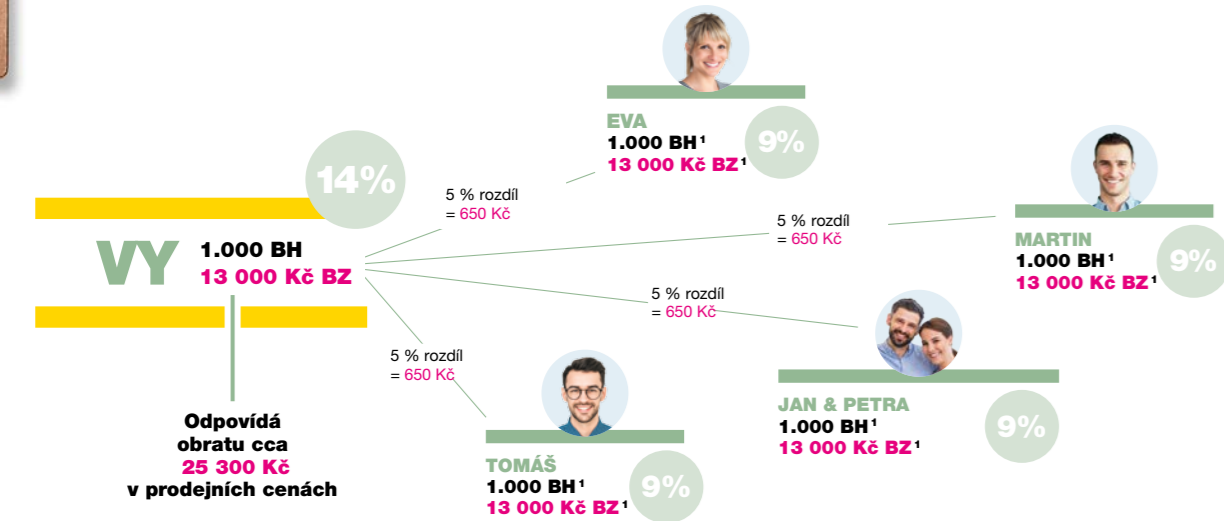 EVA
1.000 BH¹
13 000 Kč BZ¹
9%
14%
5 % rozdíl
= 650 Kč
VY
1.000 BH
13 000 Kč BZ
5 % rozdíl
= 650 Kč
MARTIN
1.000 BH¹
13 000 Kč BZ¹
9%
5 % rozdíl
= 650 Kč
5 % rozdíl
= 650 Kč
JAN & PETRA
1.000 BH¹
13 000 Kč BZ¹
9%
Odpovídá
obratu cca
25 300 Kč
v prodejních cenách
TOMÁŠ
1.000 BH¹
13 000 Kč BZ¹
9%